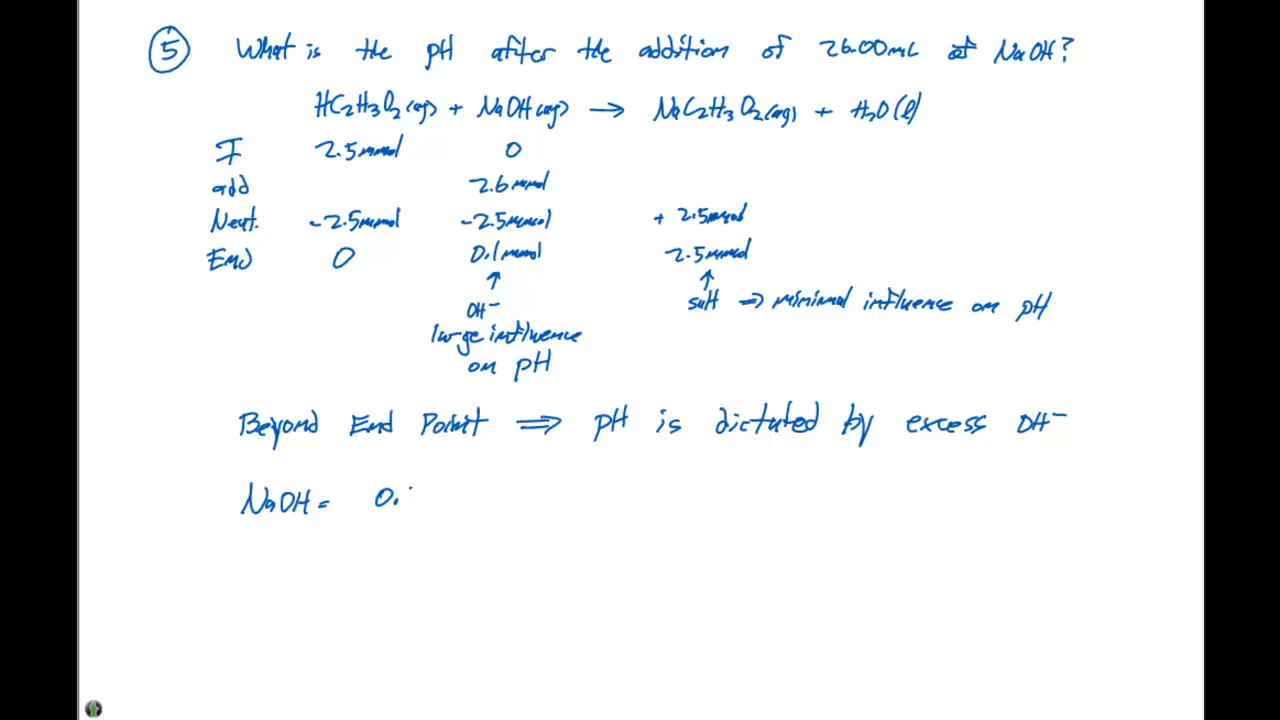 5 What is the pH after the addition of 26.00mL of NaOH?
HC2H3O2(aq) + NaOH(aq) → NaC2H3O2(aq) + H2O(l)
I 2.5mmol 0
add 2.6mmol
Neut. -2.5mmol -2.5mmol + 2.5mmol
End 0 0.1mmol 2.5mmol
↑ ↑
OH- salt ⇒ minimal influence on pH
large influence
on pH
Beyond End Point ⇒ pH is dictated by excess OH-
NaOH = 0.